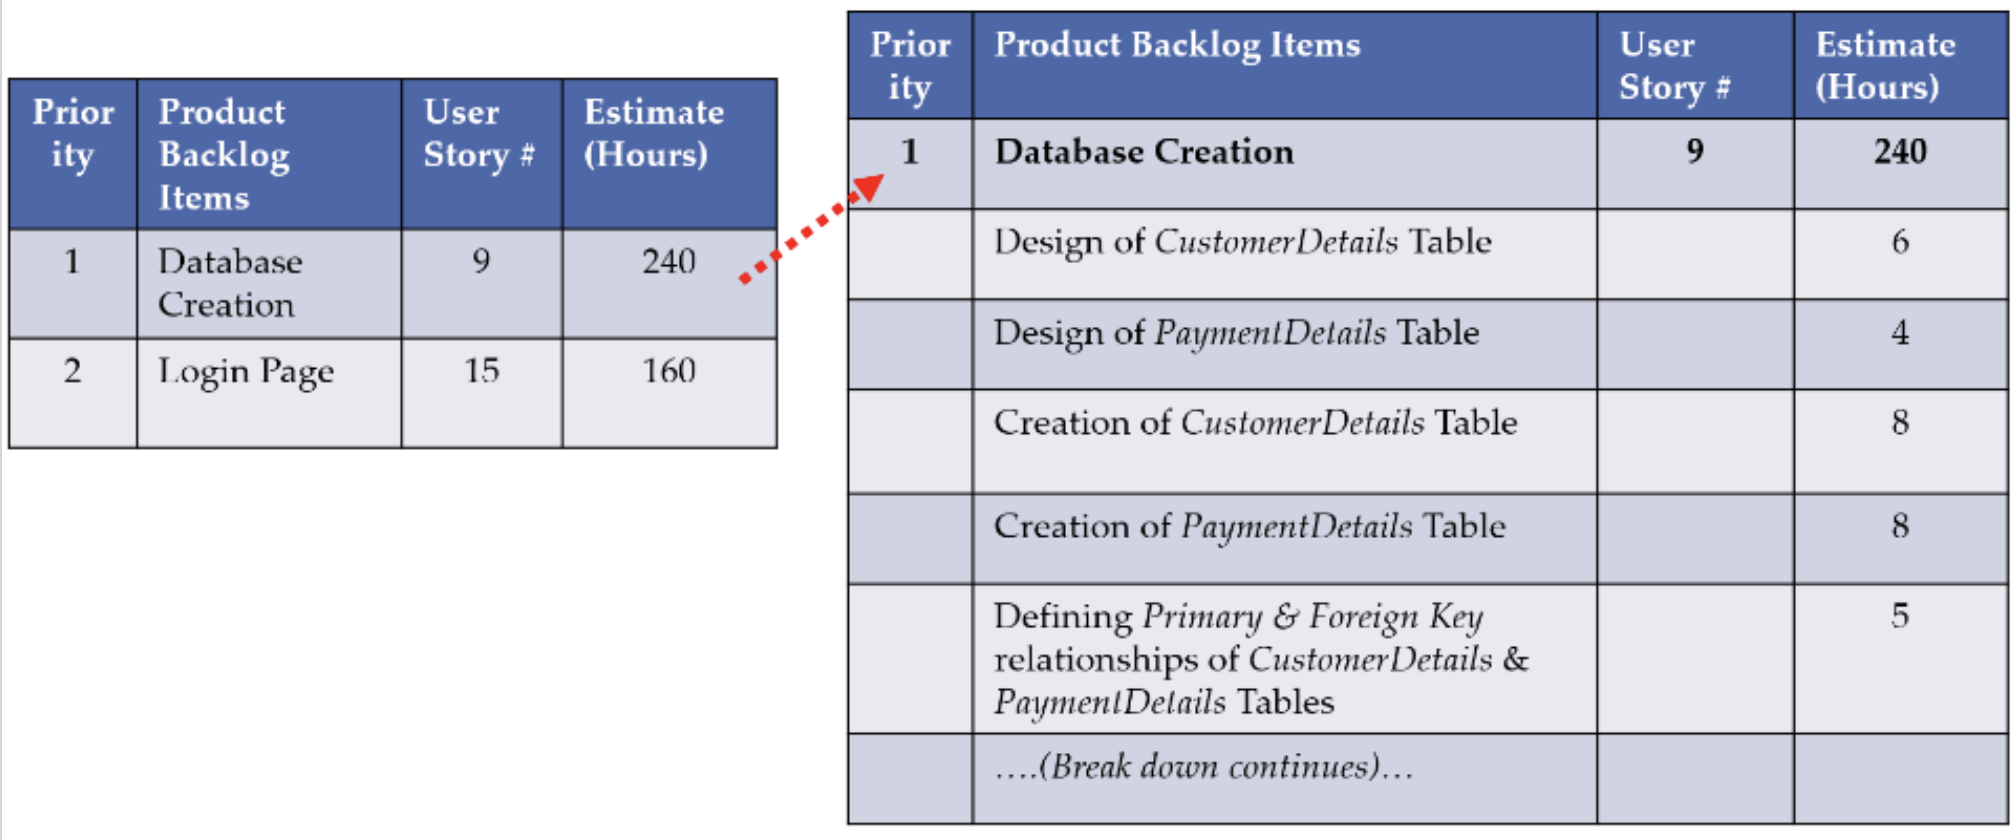 Prior
ity
Product
Backlog
Items
User
Story #
Estimate
(Hours)
1
Database
Creation
9
240
2
Login Page
15
160
Prior
ity
Product Backlog Items
User
Story #
Estimate
(Hours)
1
Database Creation
9
240
Design of CustomerDetails Table
6
Design of PaymentDetails Table
4
Creation of CustomerDetails Table
8
Creation of PaymentDetails Table
8
Defining Primary & Foreign Key
relationships of CustomerDetails &
PaymentDetails Tables
5
….(Break down continues)…